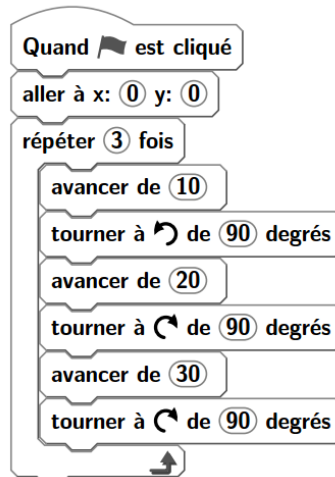 Quand est cliqué
aller à x: 0 y: 0
répéter 3 fois
avancer de 10
tourner à de 90 degrés
avancer de 20
tourner à de 90 degrés
avancer de 30
tourner à de 90 degrés